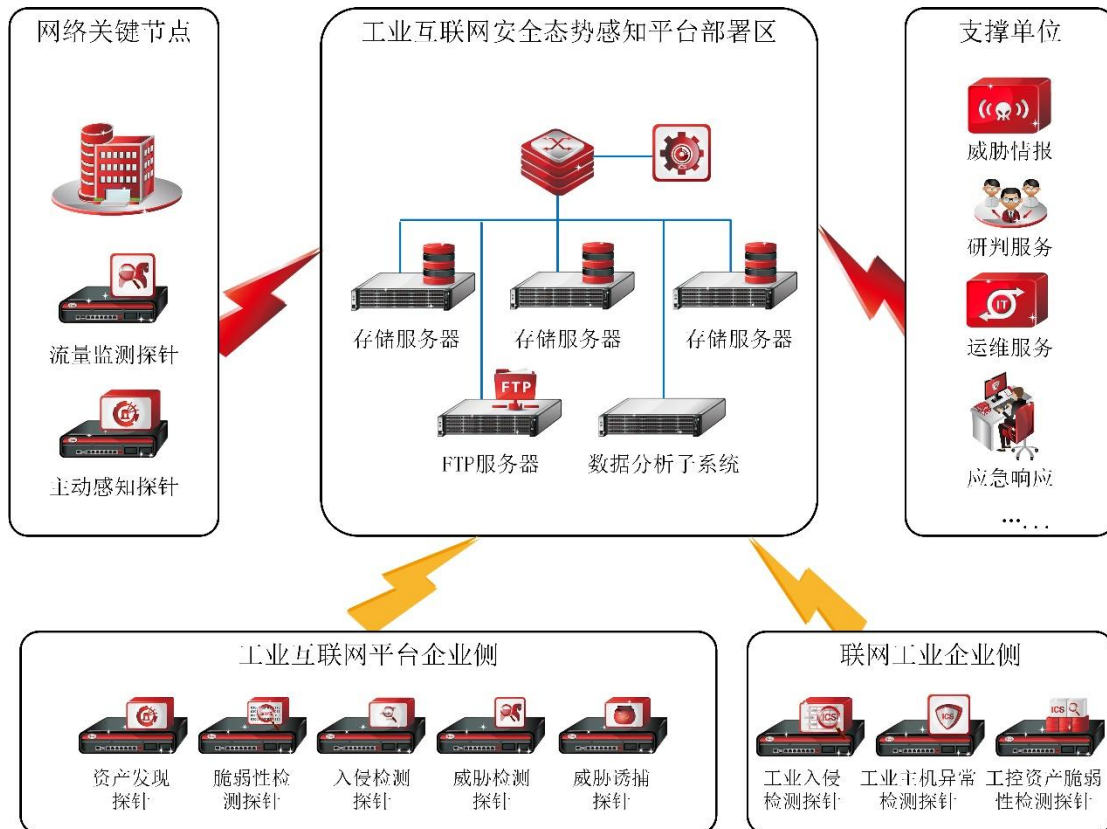 网络关键节点
流量监测探针
主动感知探针
工业互联网安全态势感知平台部署区
ICS
存储服务器
存储服务器
存储服务器
FTP
FTP服务器
数据分析子系统
支撑单位
威胁情报
研判服务
IT
运维服务
应急响应
......
工业互联网平台企业侧
资产发现
探针
脆弱性检
测探针
入侵检测
探针
威胁检测
探针
威胁诱捕
探针
联网工业企业侧
ICS
工业入侵
检测探针
ICS
工业主机异常
检测探针
ICS
工控资产脆弱
性检测探针